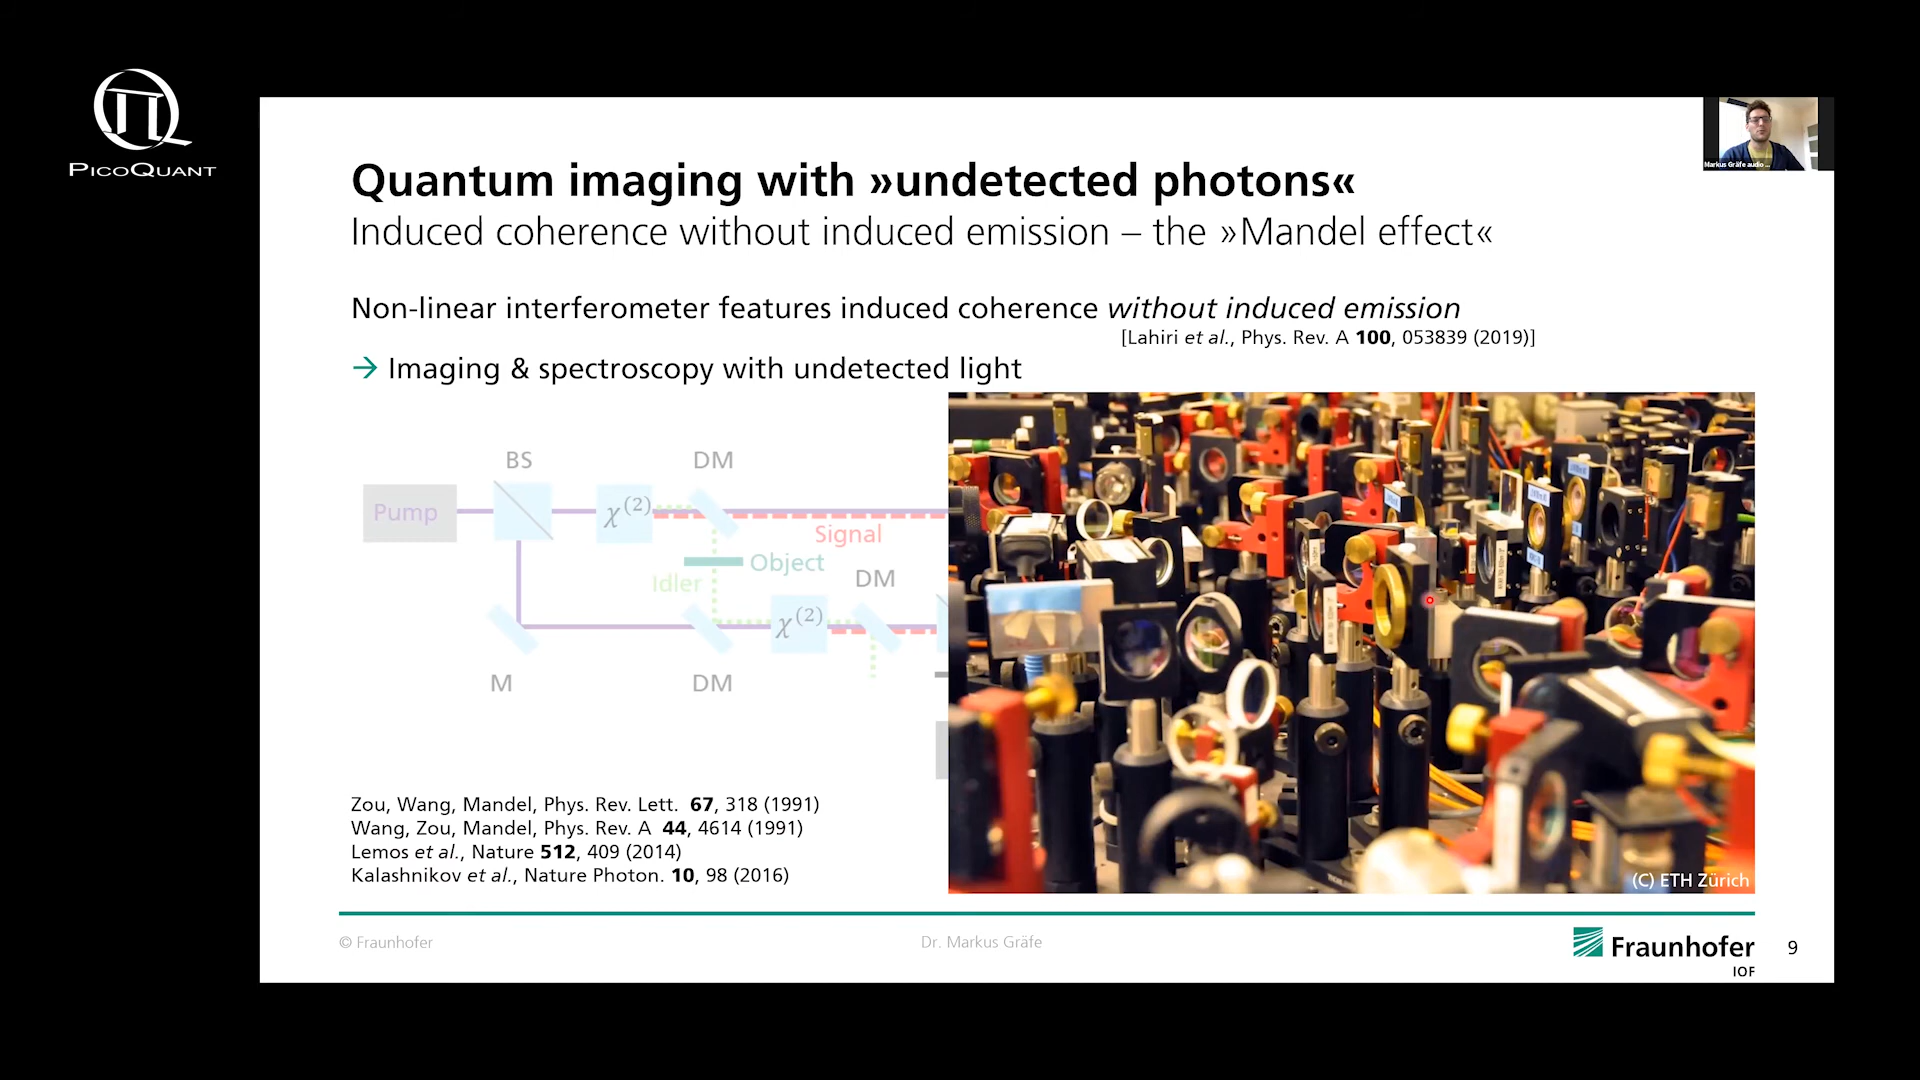 PICOQUANT
Markus Gräfe audio ...
Quantum imaging with »undetected photons«
Induced coherence without induced emission – the »Mandel effect«
Non-linear interferometer features induced coherence without induced emission
[Lahiri et al., Phys. Rev. A 100, 053839 (2019)]
→ Imaging & spectroscopy with undetected light
BS
DM
Pump
χ(2)
Signal
Object
Idler
DM
χ(2)
M
DM
Zou, Wang, Mandel, Phys. Rev. Lett. 67, 318 (1991)
Wang, Zou, Mandel, Phys. Rev. A 44, 4614 (1991)
Lemos et al., Nature 512, 409 (2014)
Kalashnikov et al., Nature Photon. 10, 98 (2016)
(C) ETH Zürich
© Fraunhofer
Dr. Markus Gräfe
Fraunhofer
IOF
9